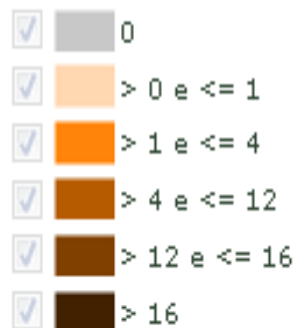 0
> 0 e <= 1
> 1 e <= 4
> 4 e <= 12
> 12 e <= 16
> 16